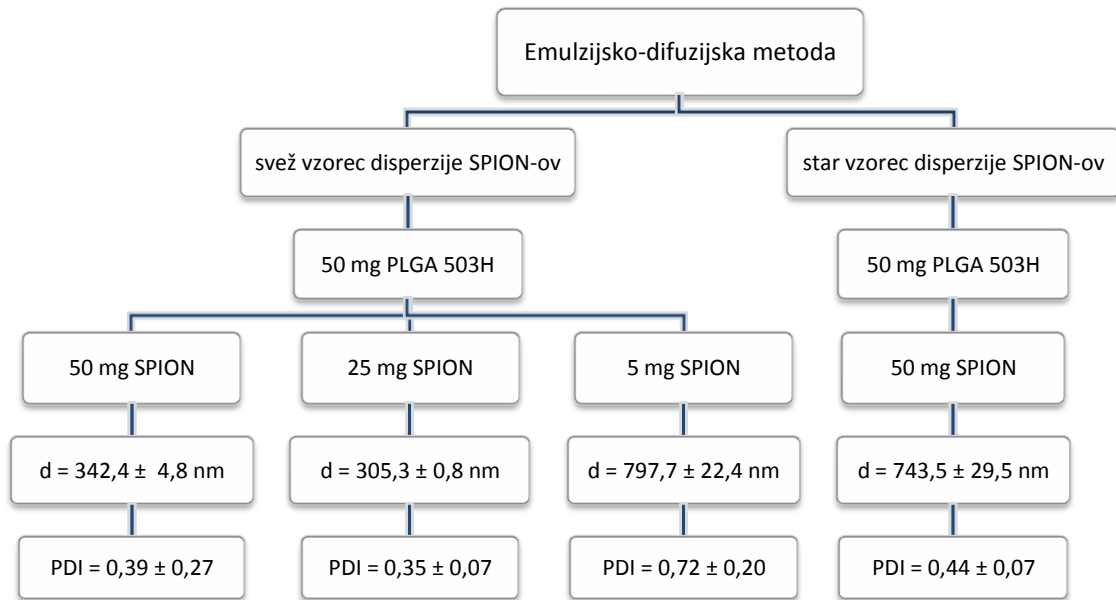 Emulzijsko-difuzijska metoda
svež vzorec disperzije SPION-ov
star vzorec disperzije SPION-ov
50 mg PLGA 503H
50 mg PLGA 503H
50 mg SPION
25 mg SPION
5 mg SPION
50 mg SPION
d = 342,4 ± 4,8 nm
d = 305,3 ± 0,8 nm
d = 797,7 ± 22,4 nm
d = 743,5 ± 29,5 nm
PDI = 0,39 ± 0,27
PDI = 0,35 ± 0,07
PDI = 0,72 ± 0,20
PDI = 0,44 ± 0,07